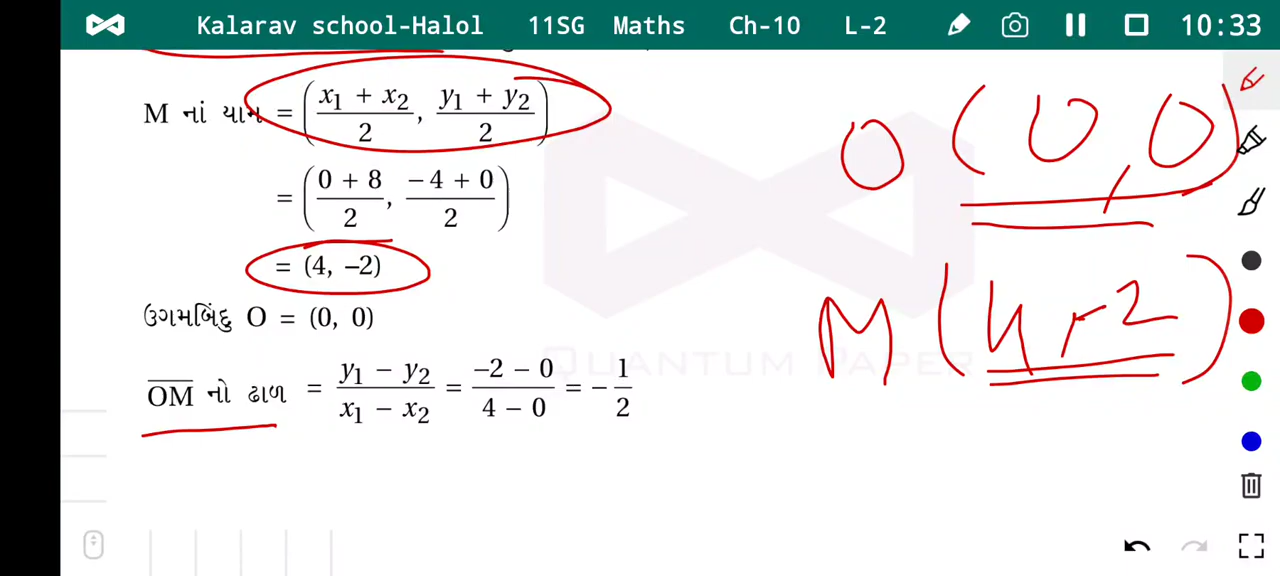 Kalarav school-Halol 11SG Maths Ch-10 L-2 10:33
M નાં યામ = ( (x₁ + x₂)/2 , (y₁ + y₂)/2 )
= ( (0 + 8)/2 , (−4 + 0)/2 )
= (4, –2)
ઉગમબિંદુ O = (0, 0)
OM નો ઢાળ = (y₁ − y₂)/(x₁ − x₂) = (−2 − 0)/(4 − 0) = − 1/2
O (0, 0)
M (4, -2)
QUANTUM PAPER